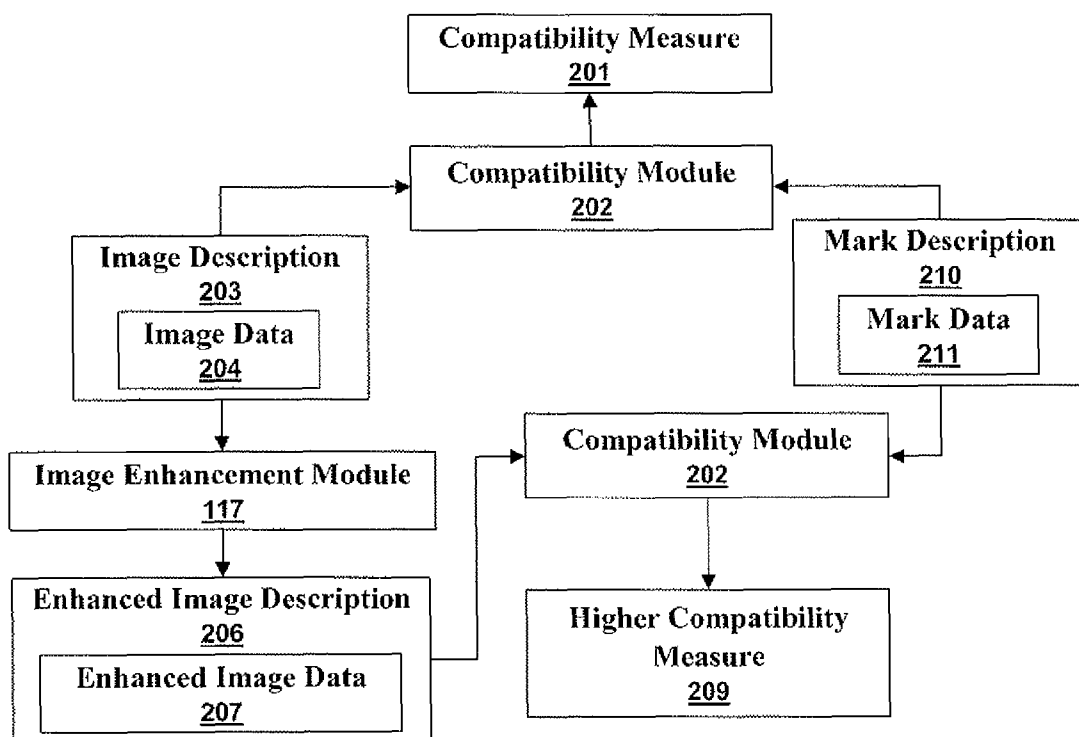 Compatibility Measure
201
Compatibility Module
202
Image Description
203
Image Data
204
Mark Description
210
Mark Data
211
Image Enhancement Module
117
Compatibility Module
202
Enhanced Image Description
206
Enhanced Image Data
207
Higher Compatibility
Measure
209